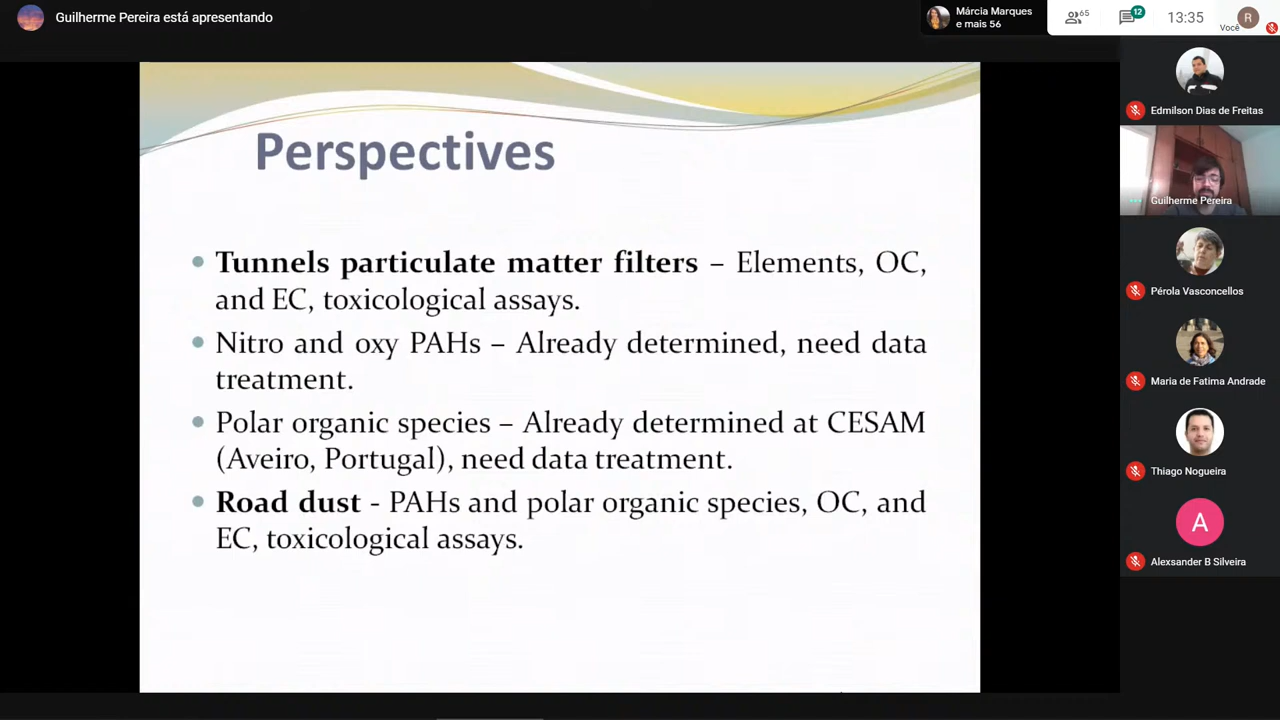 Guilherme Pereira está apresentando
Márcia Marques
e mais 56
65
12
13:35
Você
R
Perspectives
• Tunnels particulate matter filters – Elements, OC,
and EC, toxicological assays.
• Nitro and oxy PAHs – Already determined, need data
treatment.
• Polar organic species – Already determined at CESAM
(Aveiro, Portugal), need data treatment.
• Road dust - PAHs and polar organic species, OC, and
EC, toxicological assays.
Edmilson Dias de Freitas
Guilherme Pereira
Pérola Vasconcellos
Maria de Fatima Andrade
Thiago Nogueira
A
Alexsander B Silveira